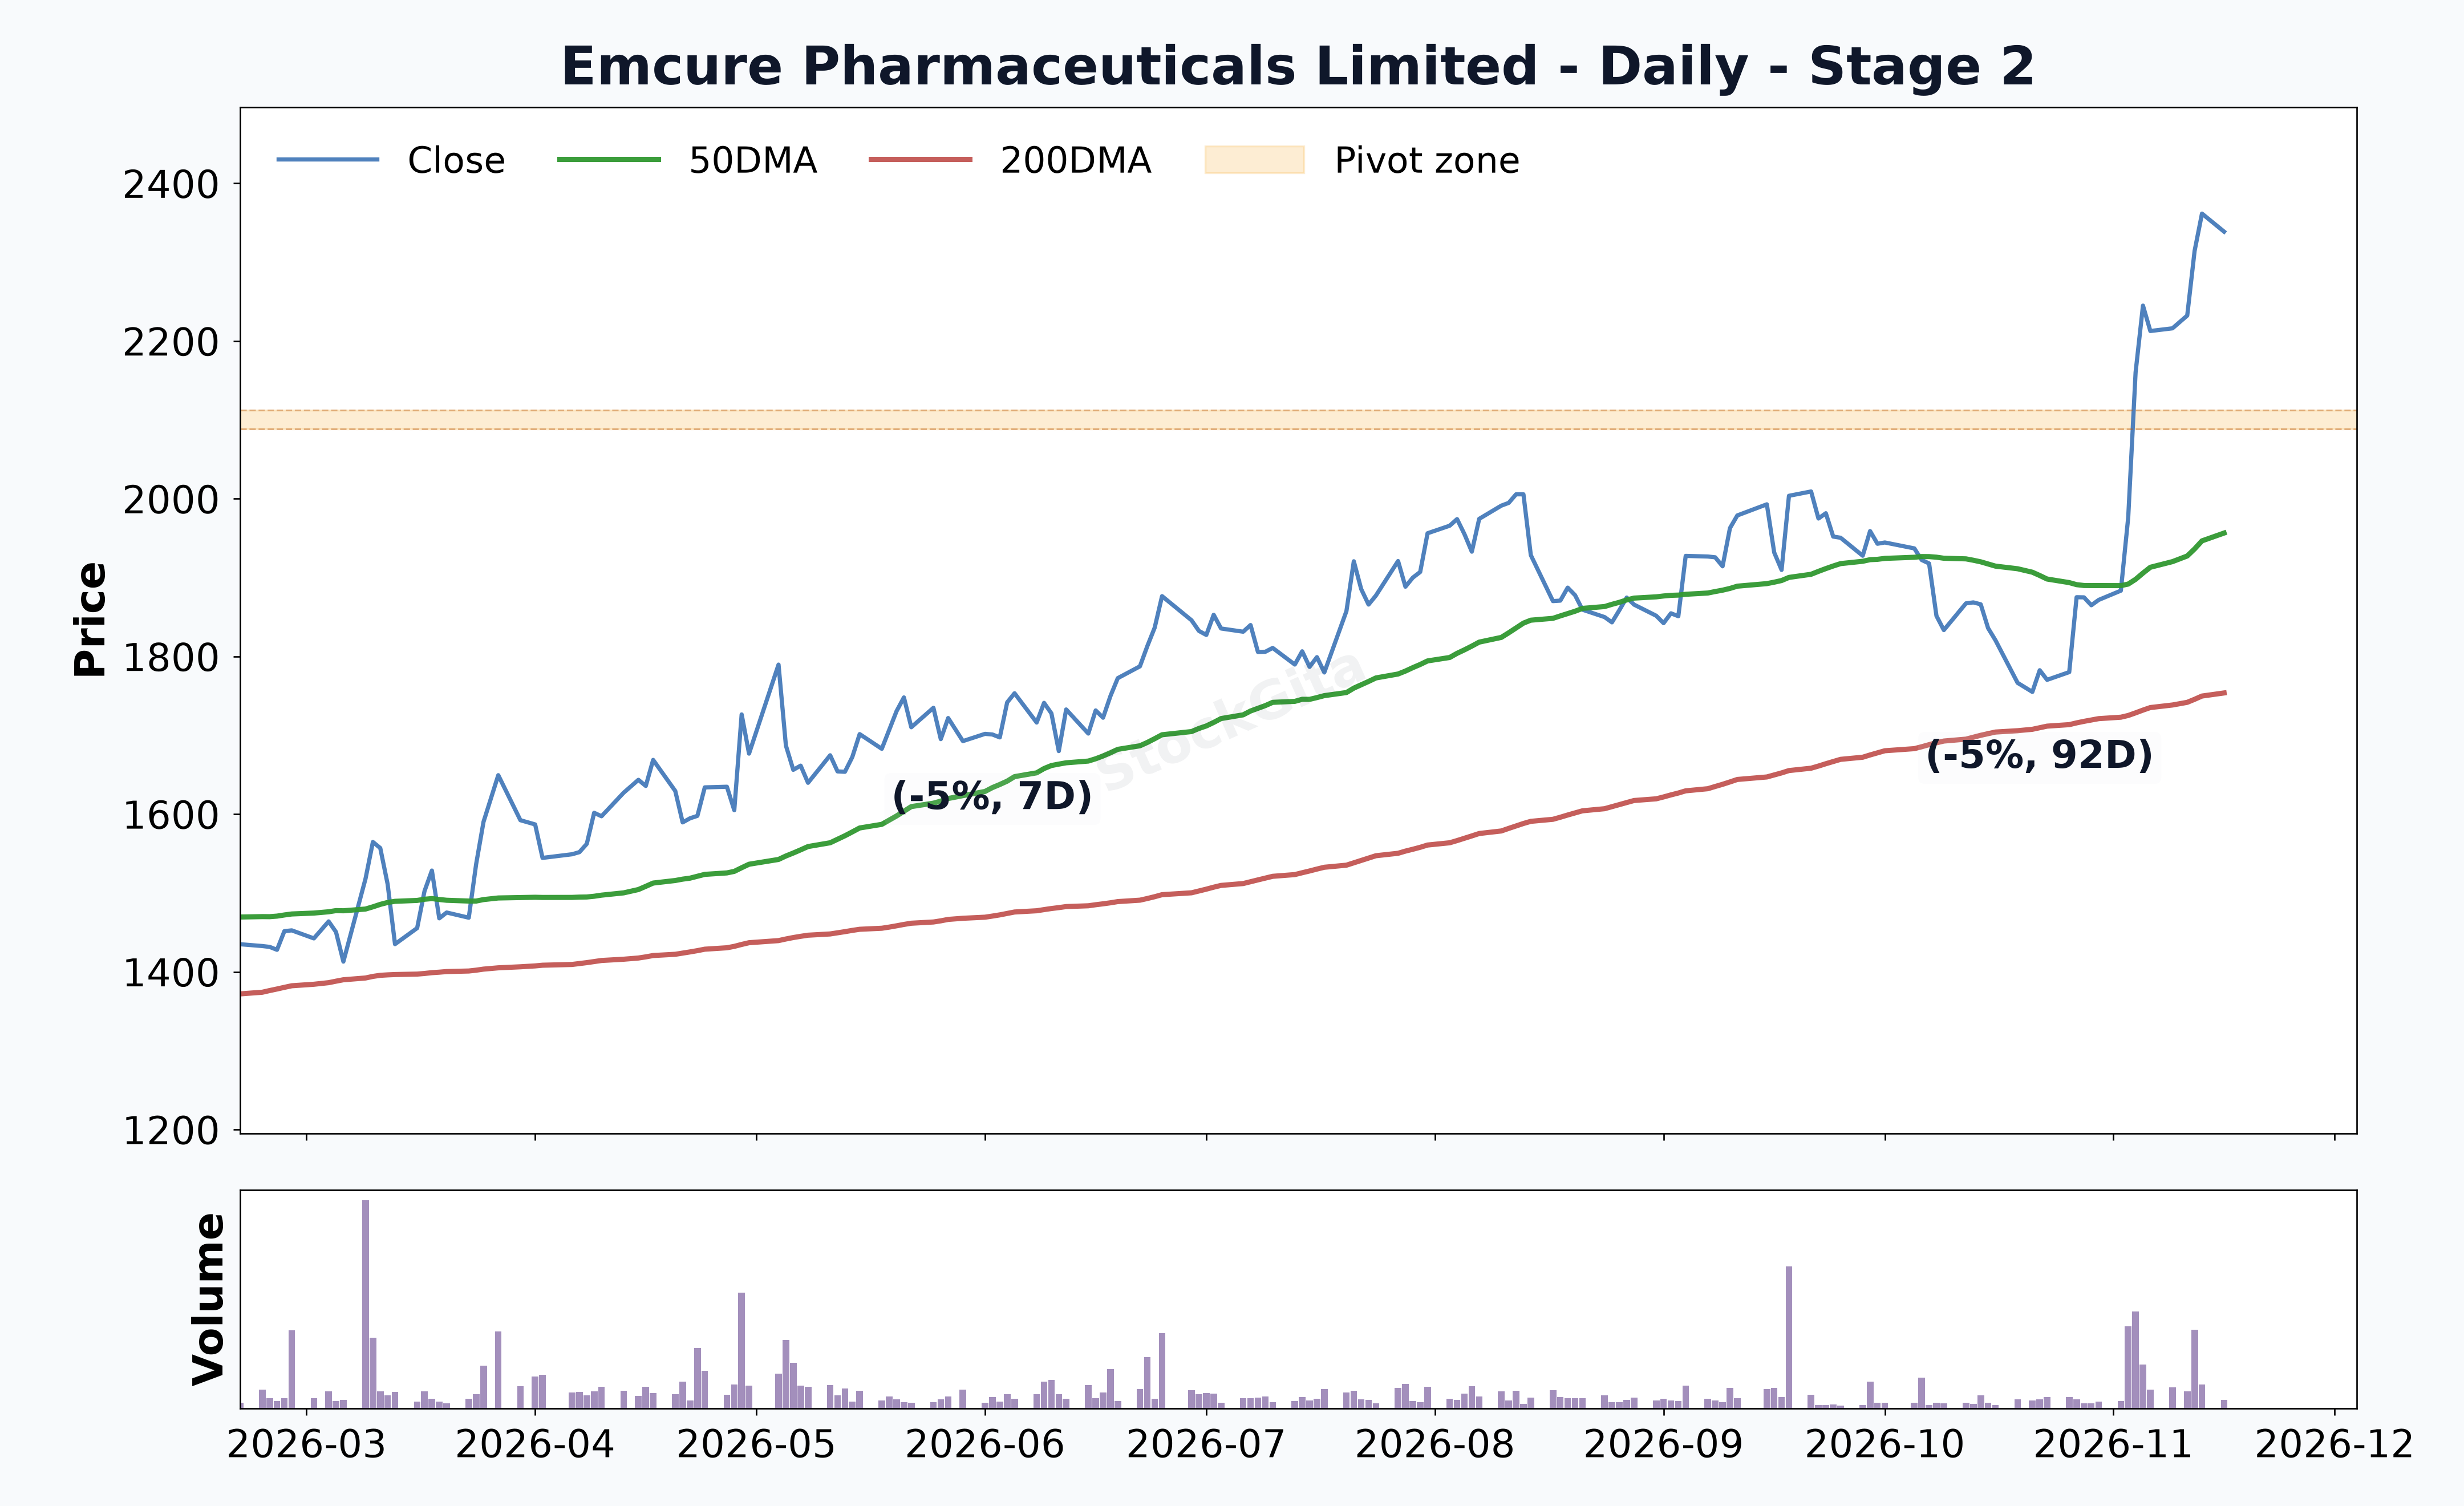 Emcure Pharmaceuticals Limited - Daily - Stage 2
Close 50DMA 200DMA Pivot zone
Price
2400
2200
2000
1800
1600
1400
1200
StockGita
(-5%, 7D)
(-5%, 92D)
Volume
2026-03 2026-04 2026-05 2026-06 2026-07 2026-08 2026-09 2026-10 2026-11 2026-12